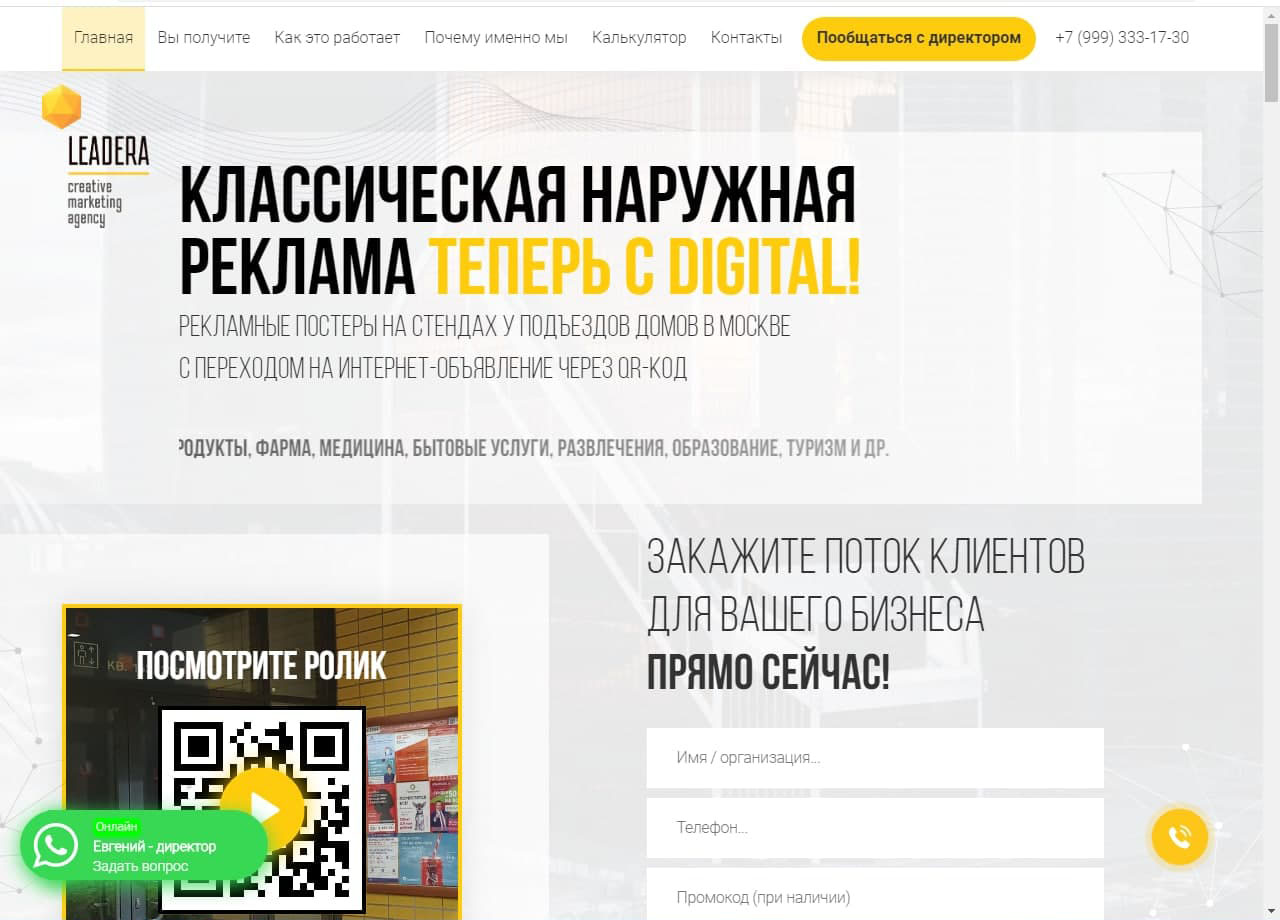 Главная Вы получите Как это работает Почему именно мы Калькулятор Контакты Пообщаться с директором +7 (999) 333-17-30
LEADERA
creative
marketing
agency
КЛАССИЧЕСКАЯ НАРУЖНАЯ
РЕКЛАМА ТЕПЕРЬ С DIGITAL!
РЕКЛАМНЫЕ ПОСТЕРЫ НА СТЕНДАХ У ПОДЪЕЗДОВ ДОМОВ В МОСКВЕ
С ПЕРЕХОДОМ НА ИНТЕРНЕТ-ОБЪЯВЛЕНИЕ ЧЕРЕЗ QR-КОД
РОДУКТЫ, ФАРМА, МЕДИЦИНА, БЫТОВЫЕ УСЛУГИ, РАЗВЛЕЧЕНИЯ, ОБРАЗОВАНИЕ, ТУРИЗМ И ДР.
ЗАКАЖИТЕ ПОТОК КЛИЕНТОВ
ДЛЯ ВАШЕГО БИЗНЕСА
ПРЯМО СЕЙЧАС!
Имя / организация...
Телефон...
Промокод (при наличии)
КВ.
ПОСМОТРИТЕ РОЛИК
Онлайн
Евгений - директор
Задать вопрос